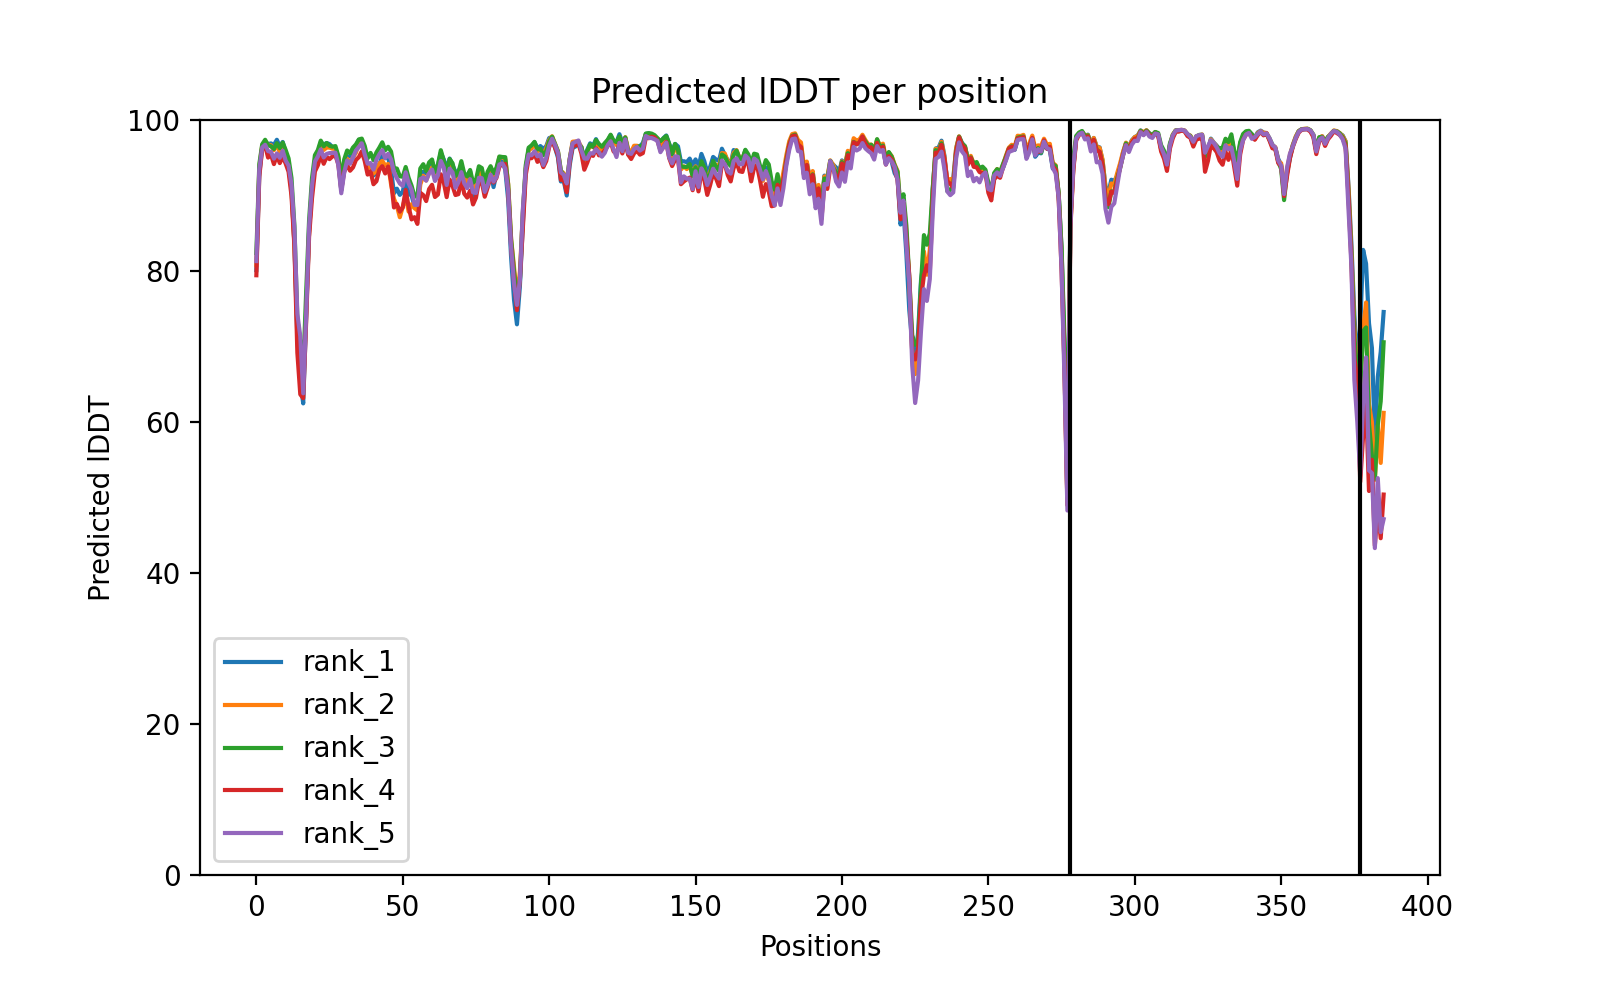 Predicted lDDT per position
100
80
60
40
20
0
Predicted lDDT
rank_1
rank_2
rank_3
rank_4
rank_5
0 50 100 150 200 250 300 350 400
Positions